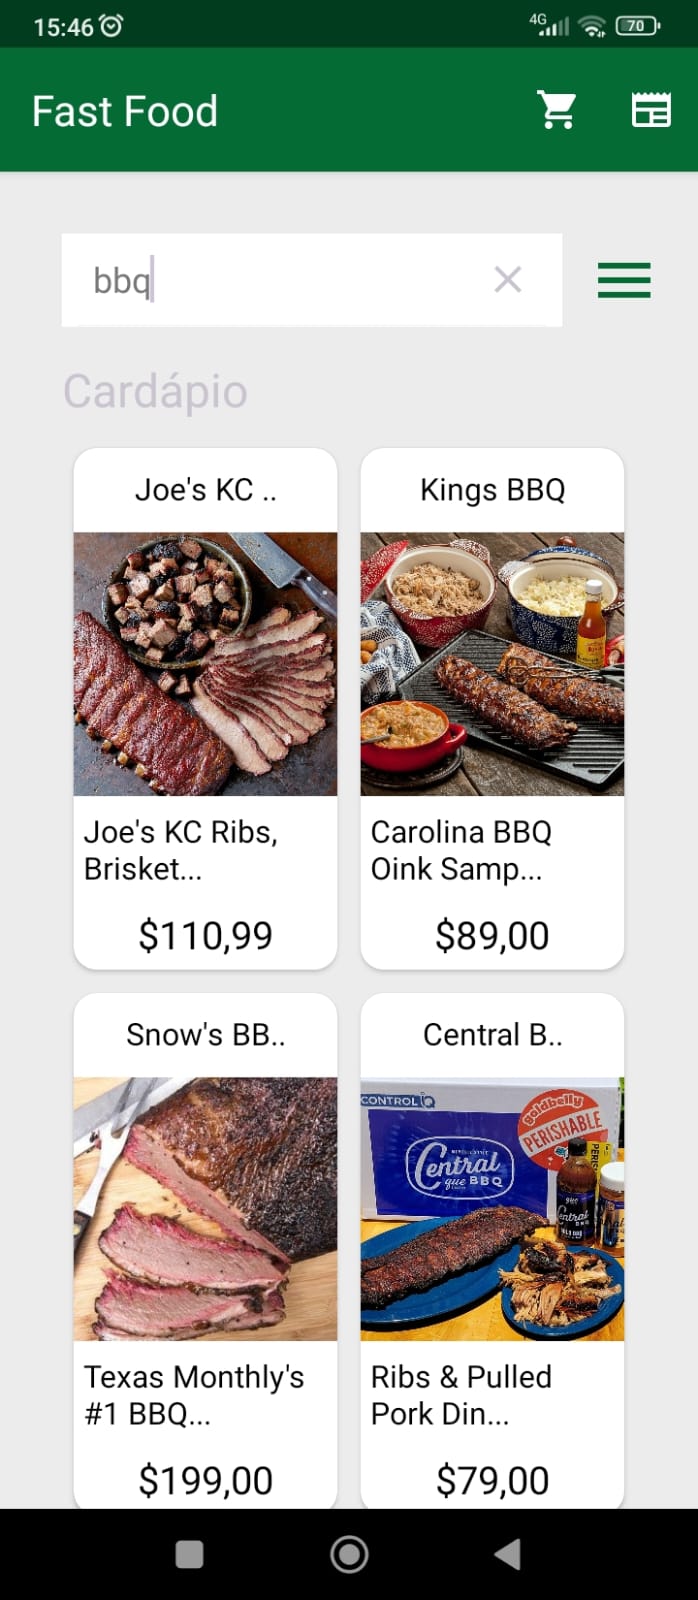 15:46
4G
70
Fast Food
bbq
Cardápio
Joe's KC ..
Kings BBQ
Joe's KC Ribs,
Brisket...
$110,99
Carolina BBQ
Oink Samp...
$89,00
Snow's BB..
Central B..
CONTROL
goldbelly
PERISHABLE
Central
que BBQ
Texas Monthly's
#1 BBQ...
$199,00
Ribs & Pulled
Pork Din...
$79,00